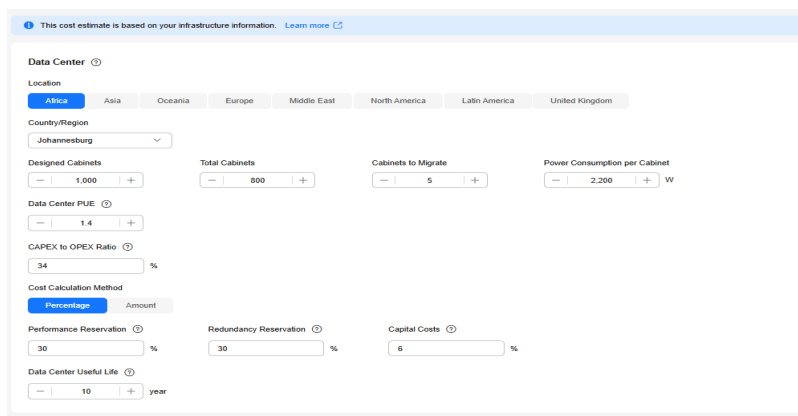 This cost estimate is based on your infrastructure information. Learn more
Data Center
Location
Africa Asia Oceania Europe Middle East North America Latin America United Kingdom
Country/Region
Johannesburg
Designed Cabinets Total Cabinets Cabinets to Migrate Power Consumption per Cabinet
− 1,000 + − 800 + − 5 + − 2,200 + W
Data Center PUE
− 1.4 +
CAPEX to OPEX Ratio
34 %
Cost Calculation Method
Percentage Amount
Performance Reservation Redundancy Reservation Capital Costs
30 % 30 % 6 %
Data Center Useful Life
− 10 + year